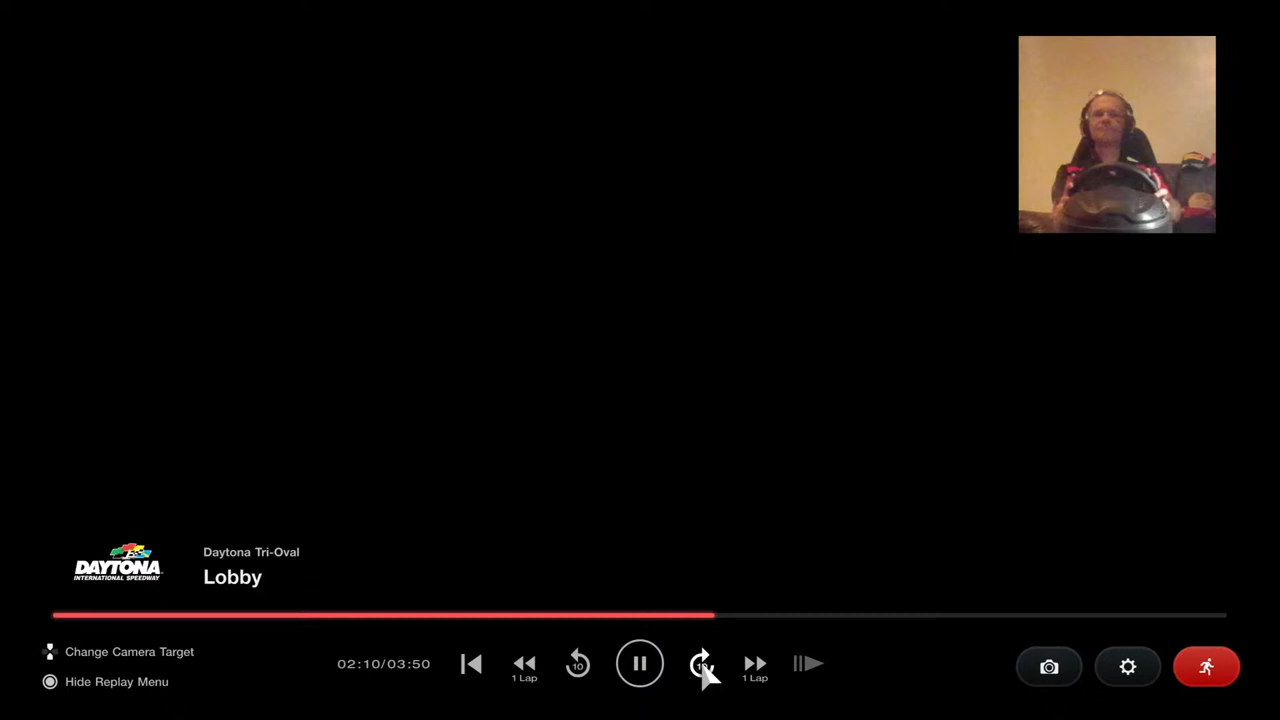 DAYTONA
INTERNATIONAL SPEEDWAY
Daytona Tri-Oval
Lobby
Change Camera Target
Hide Replay Menu
02:10/03:50
1 Lap
10
10
1 Lap